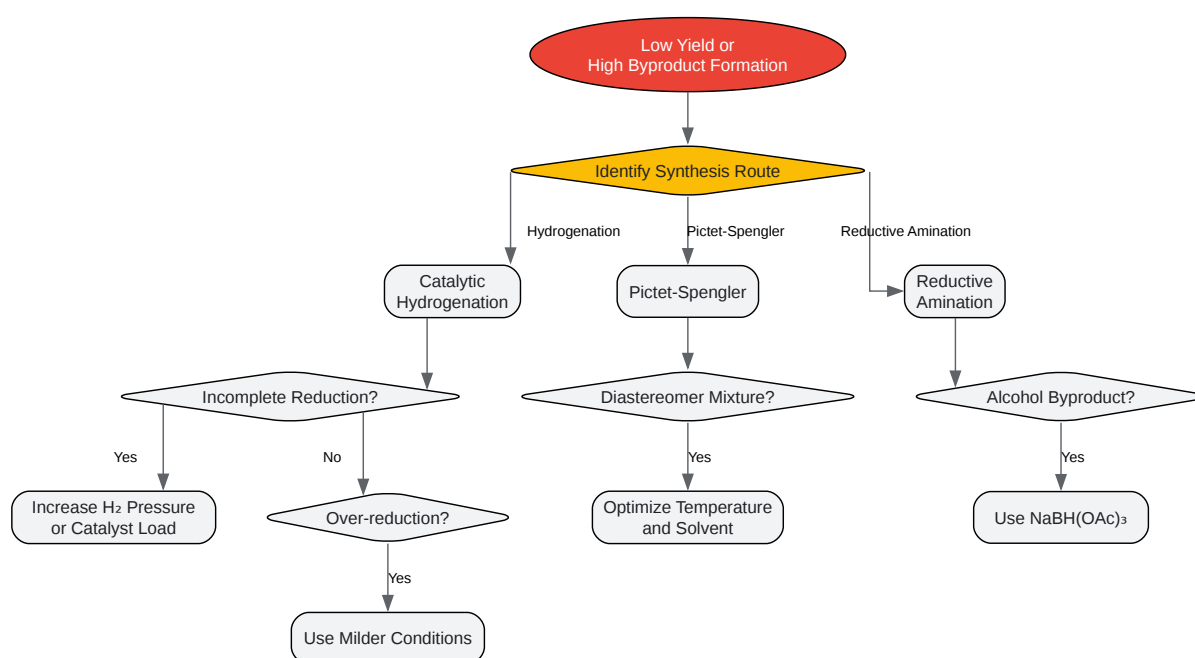 Low Yield or
High Byproduct Formation
Identify Synthesis Route
Hydrogenation
Pictet-Spengler
Reductive Amination
Catalytic
Hydrogenation
Pictet-Spengler
Reductive
Amination
Incomplete Reduction?
Diastereomer Mixture?
Alcohol Byproduct?
Yes
No
Yes
Yes
Increase H₂ Pressure
or Catalyst Load
Over-reduction?
Optimize Temperature
and Solvent
Use NaBH(OAc)₃
Yes
Use Milder Conditions